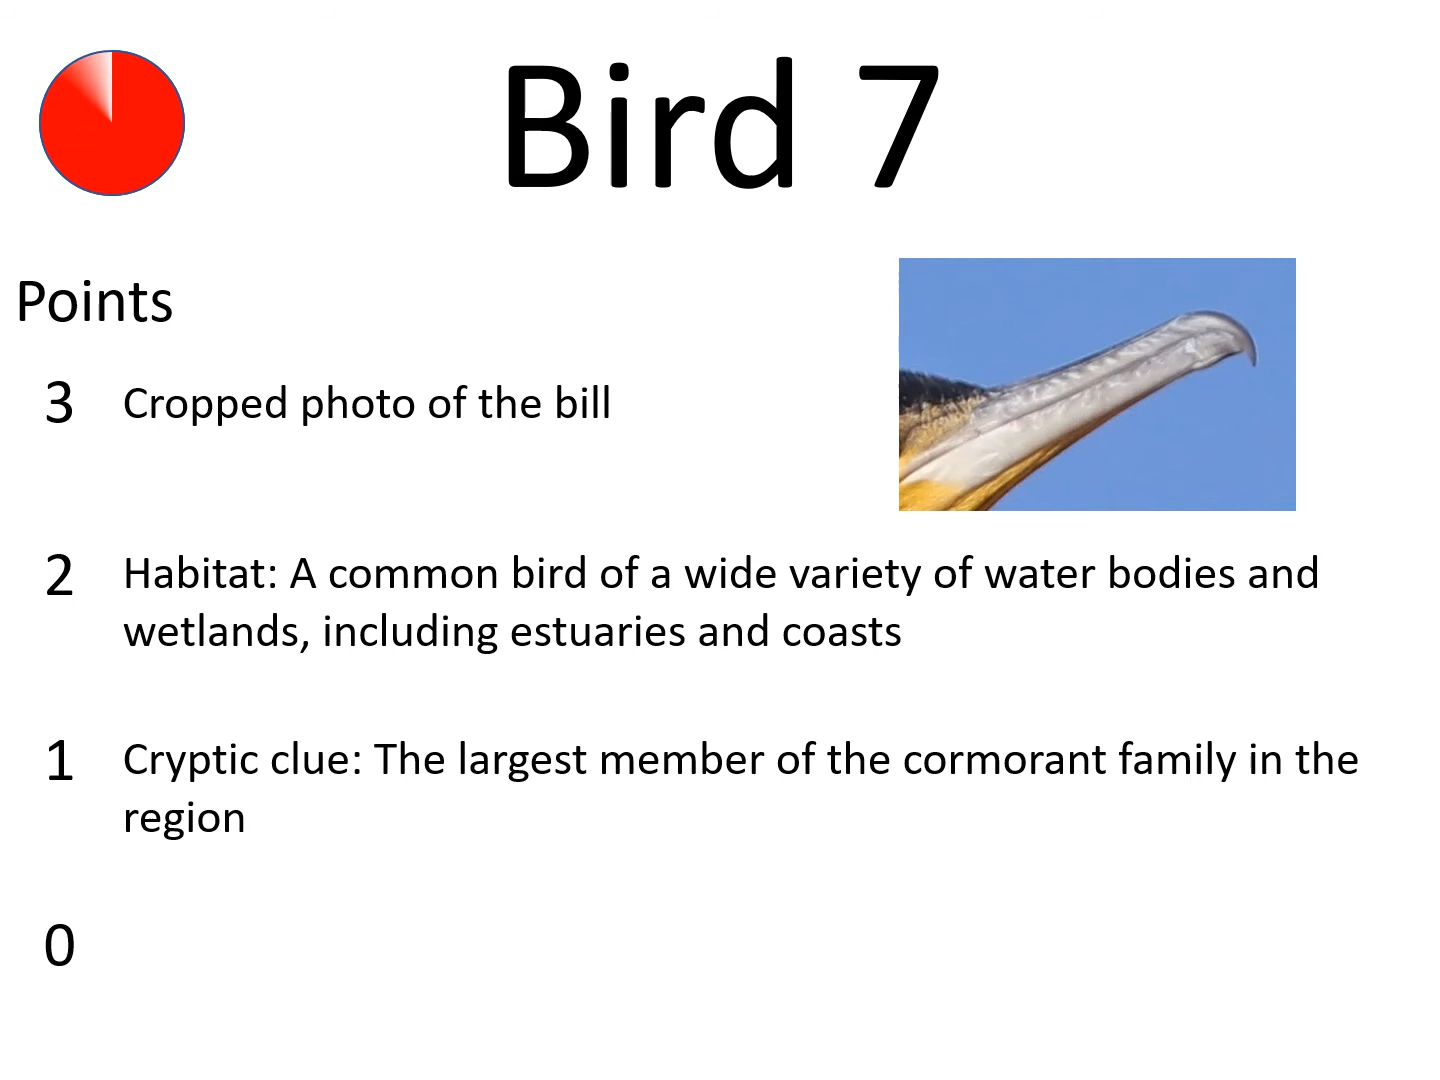 Bird 7
Points
3 Cropped photo of the bill
2 Habitat: A common bird of a wide variety of water bodies and
wetlands, including estuaries and coasts
1 Cryptic clue: The largest member of the cormorant family in the
region
0